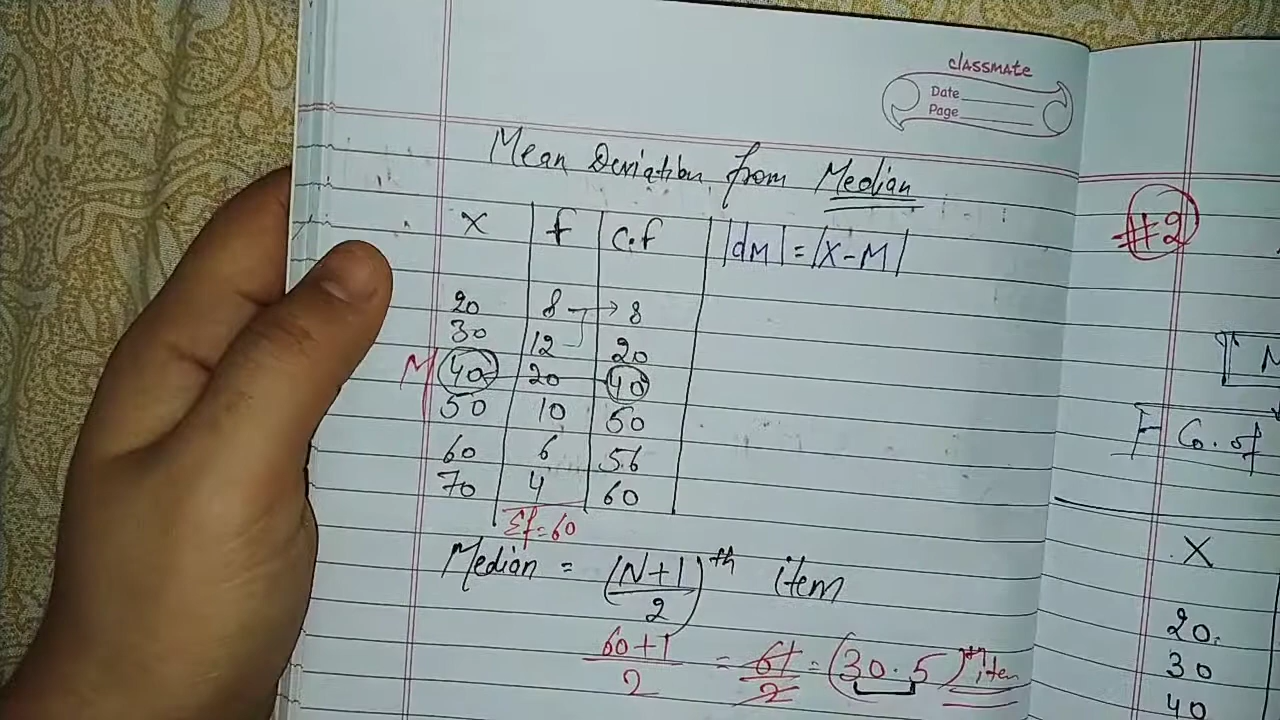 classmate
Date
Page
Mean Deviation from Median
X f c.f |dM| = |X-M|
20 8 → 8
30 12 20
M 40 20 40
50 10 50
60 6 56
70 4 60
Σf=60
Median = (N+1/2)th item
60+1/2 = 61/2 = (30.5)th item
#2
Co. of
X
20
30
40